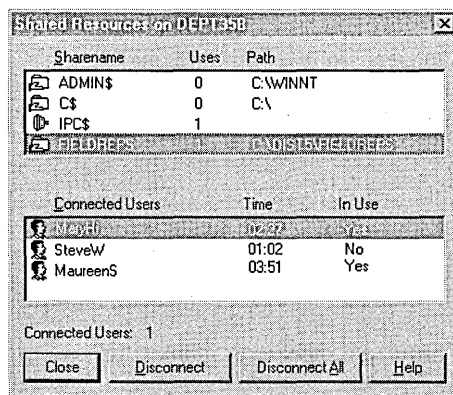 Shared Resources on DEPT35B
Sharename Uses Path
ADMIN$ 0 C:\WINNT
C$ 0 C:\
IPC$ 1
FIELDREPS 1 C:\DIST5\FIELDREPS
Connected Users Time In Use
MaryHi 02:37 Yes
SteveW 01:02 No
MaureenS 03:51 Yes
Connected Users: 1
Close Disconnect Disconnect All Help